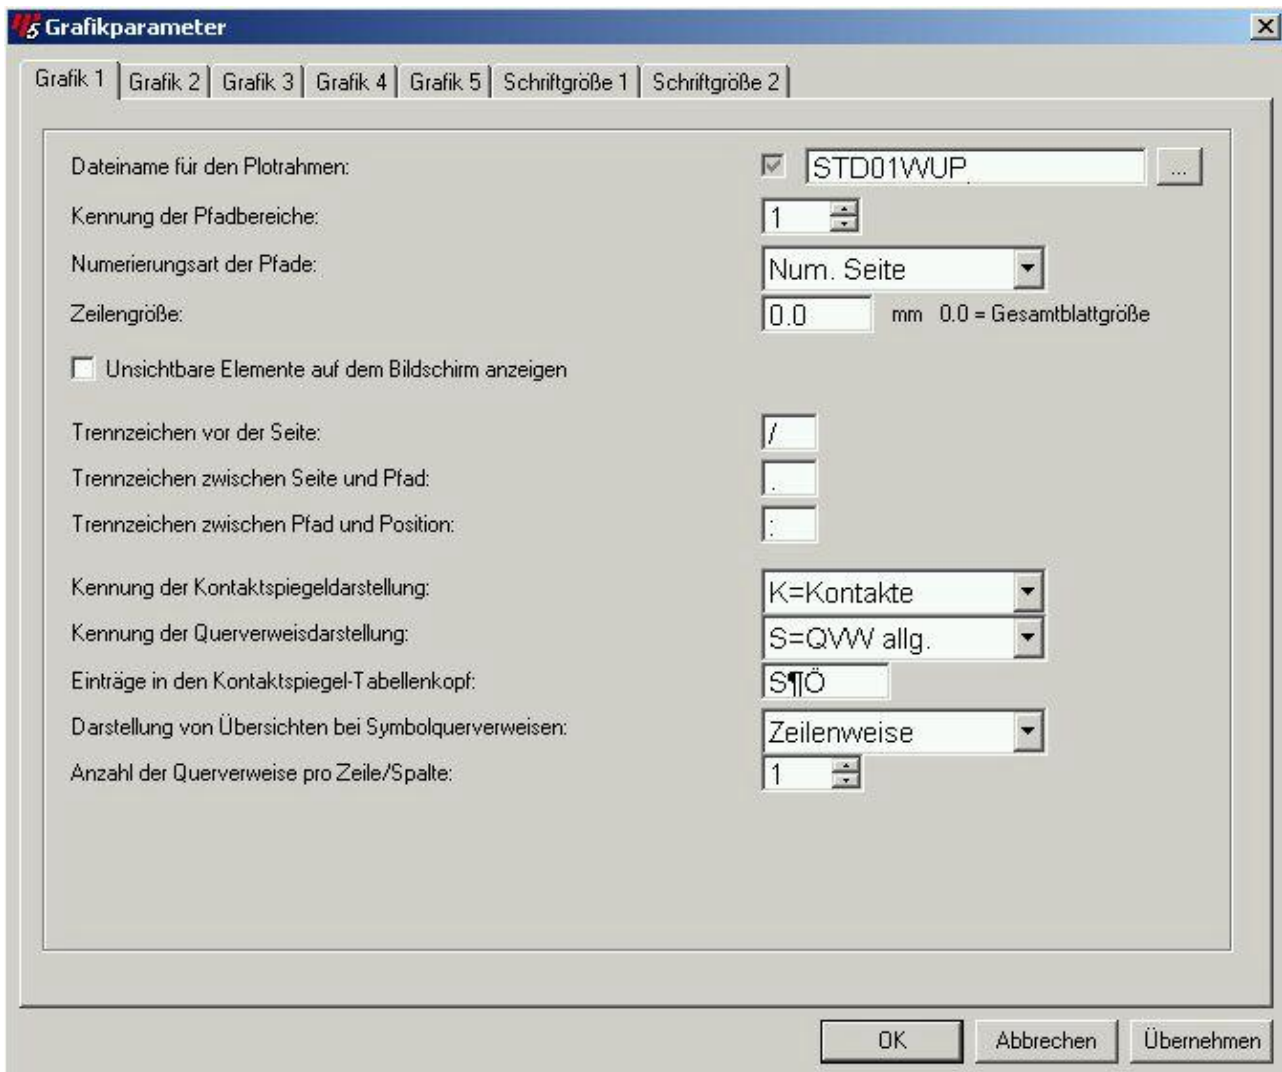 5 Grafikparameter
Grafik 1 Grafik 2 Grafik 3 Grafik 4 Grafik 5 Schriftgröße 1 Schriftgröße 2
Dateiname für den Plotrahmen: STD01WUP ...
Kennung der Pfadbereiche: 1
Numerierungsart der Pfade: Num. Seite
Zeilengröße: 0.0 mm 0.0 = Gesamtblattgröße
Unsichtbare Elemente auf dem Bildschirm anzeigen
Trennzeichen vor der Seite: /
Trennzeichen zwischen Seite und Pfad: .
Trennzeichen zwischen Pfad und Position: :
Kennung der Kontaktspiegeldarstellung: K=Kontakte
Kennung der Querverweisdarstellung: S=QVW allg.
Einträge in den Kontaktspiegel-Tabellenkopf: S¶Ö
Darstellung von Übersichten bei Symbolquerverweisen: Zeilenweise
Anzahl der Querverweise pro Zeile/Spalte: 1
OK Abbrechen Übernehmen